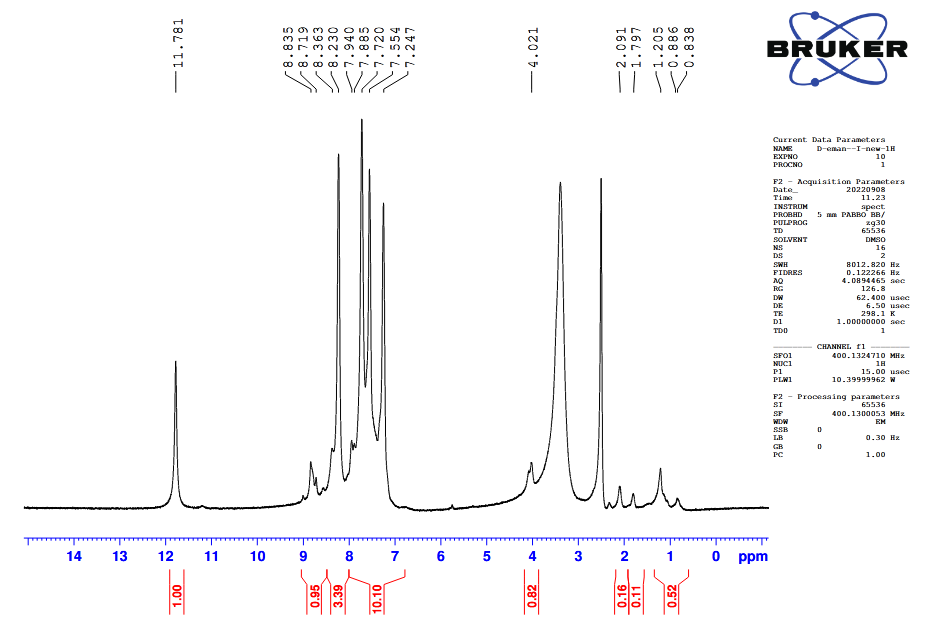 11.781
8.835
8.719
8.363
8.230
7.940
7.885
7.720
7.554
7.247
4.021
2.091
1.797
1.205
0.886
0.838
BRUKER
Current Data Parameters
NAME D-eman--I-new-1H
EXPNO 10
PROCNO 1
F2 - Acquisition Parameters
Date_ 20220908
Time 11.23
INSTRUM spect
PROBHD 5 mm PABBO BB/
PULPROG zg30
TD 65536
SOLVENT DMSO
NS 16
DS 2
SWH 8012.820 Hz
FIDRES 0.122266 Hz
AQ 4.0894465 sec
RG 126.8
DW 62.400 usec
DE 6.50 usec
TE 298.1 K
D1 1.00000000 sec
TD0 1
======== CHANNEL f1 ========
SFO1 400.1324710 MHz
NUC1 1H
P1 15.00 usec
PLW1 10.39999962 W
F2 - Processing parameters
SI 65536
SF 400.1300053 MHz
WDW EM
SSB 0
LB 0.30 Hz
GB 0
PC 1.00
14 13 12 11 10 9 8 7 6 5 4 3 2 1 0 ppm
1.00
0.95
3.39
10.10
0.82
0.16
0.11
0.52